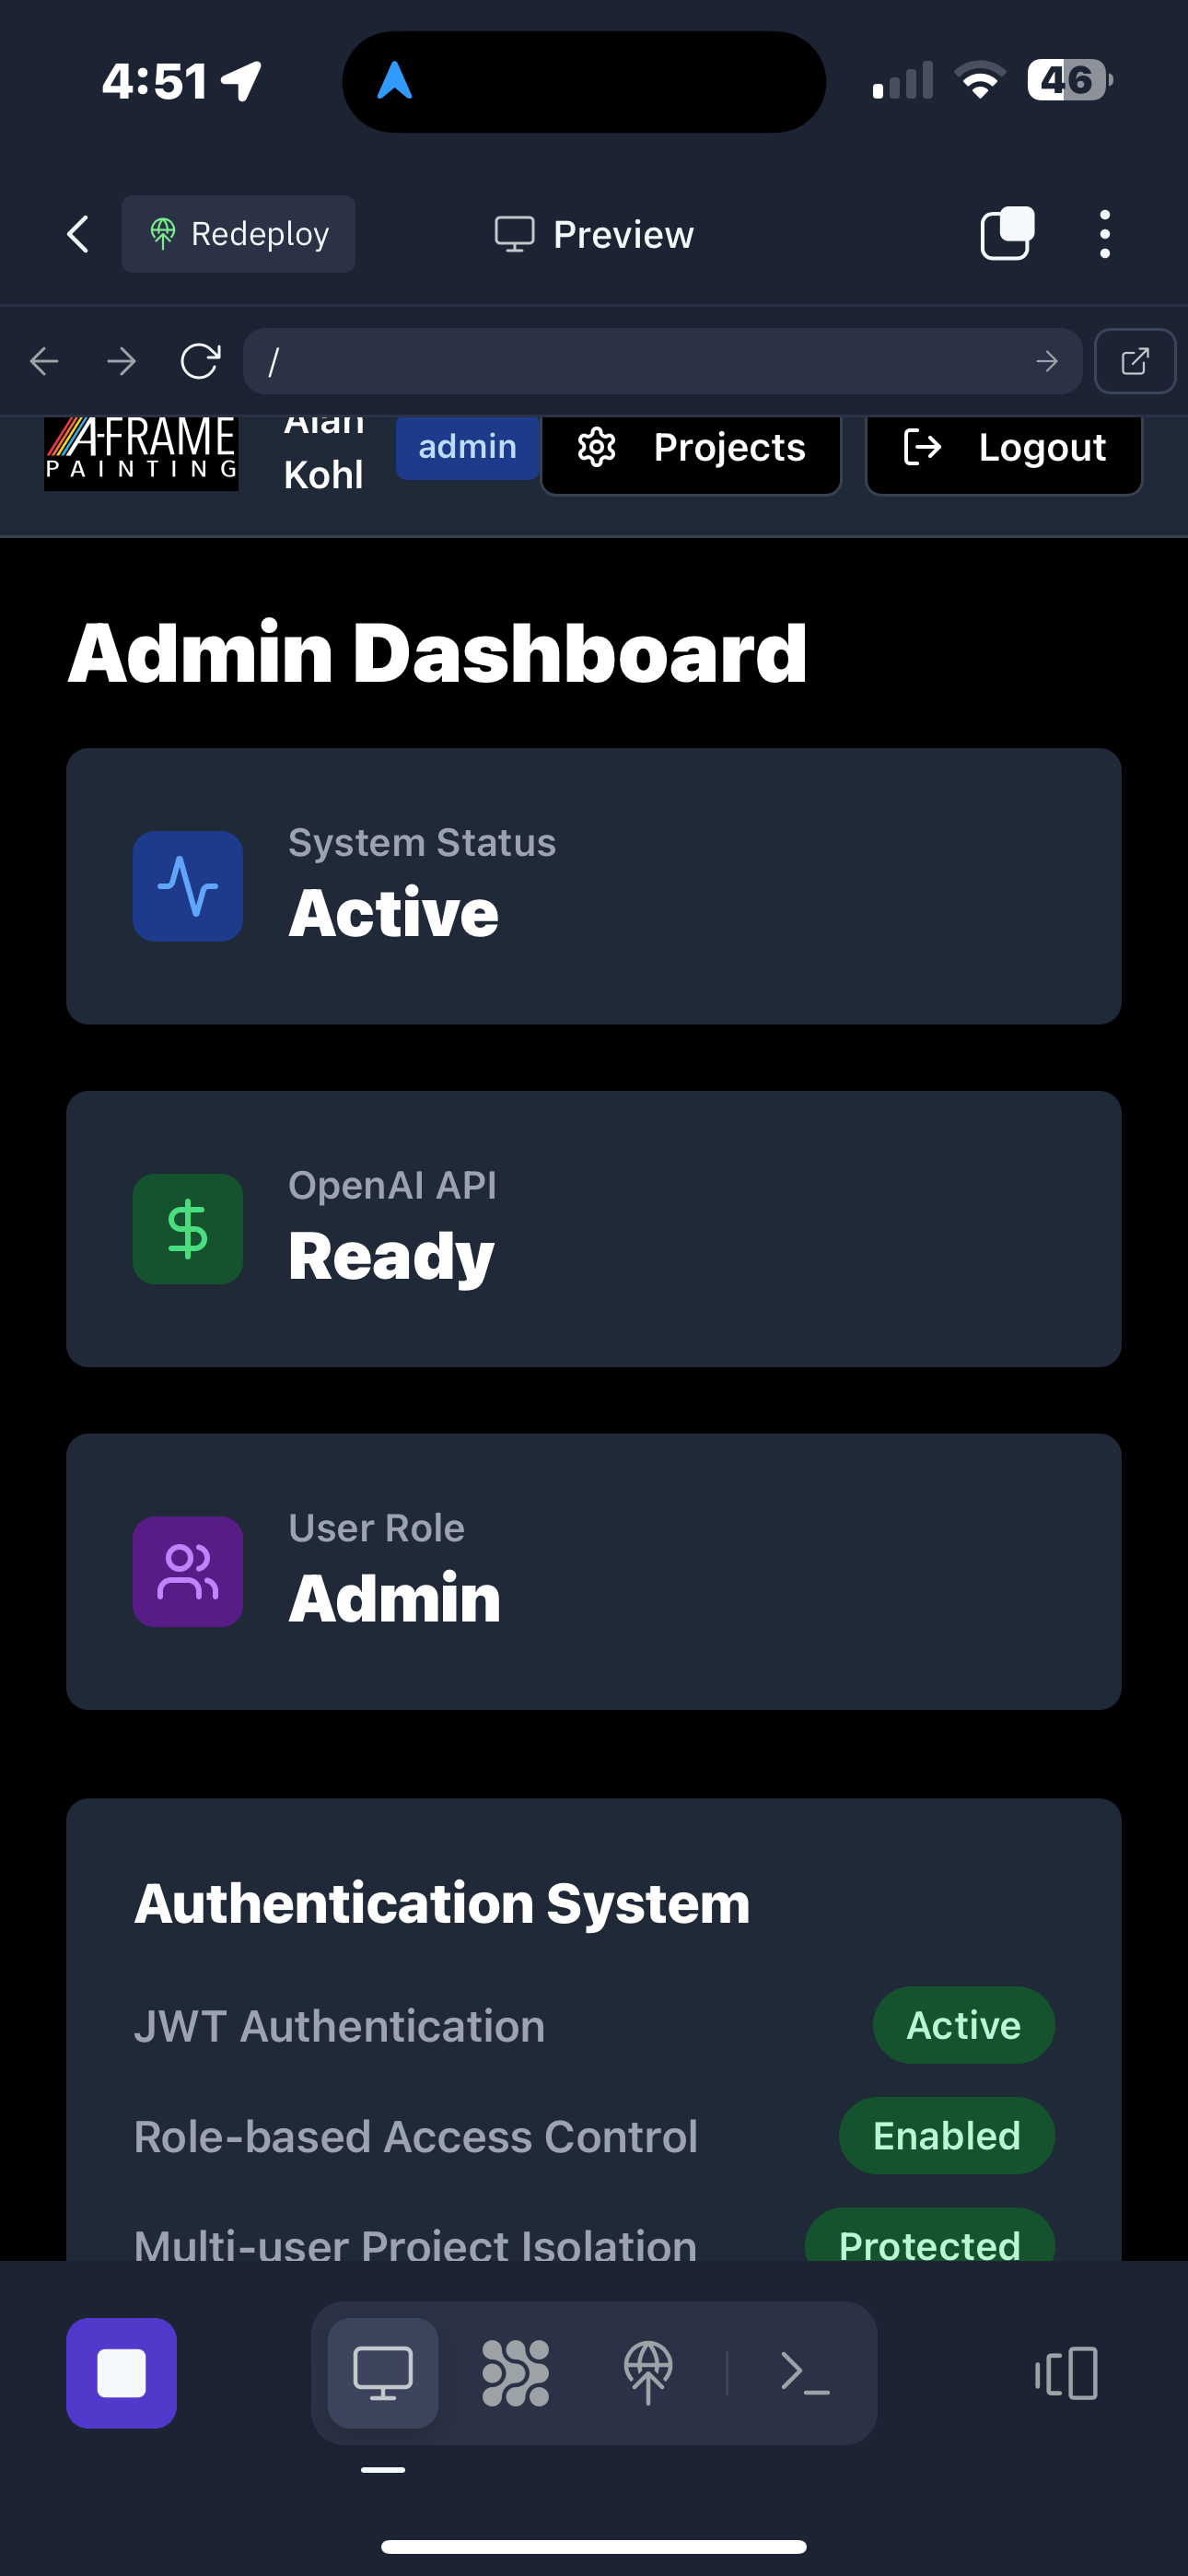 4:51
46
Redeploy
Preview
/
A-FRAME
PAINTING
Alan
Kohl
admin
Projects
Logout
Admin Dashboard
System Status
Active
OpenAI API
Ready
User Role
Admin
Authentication System
JWT Authentication
Active
Role-based Access Control
Enabled
Multi-user Project Isolation
Protected